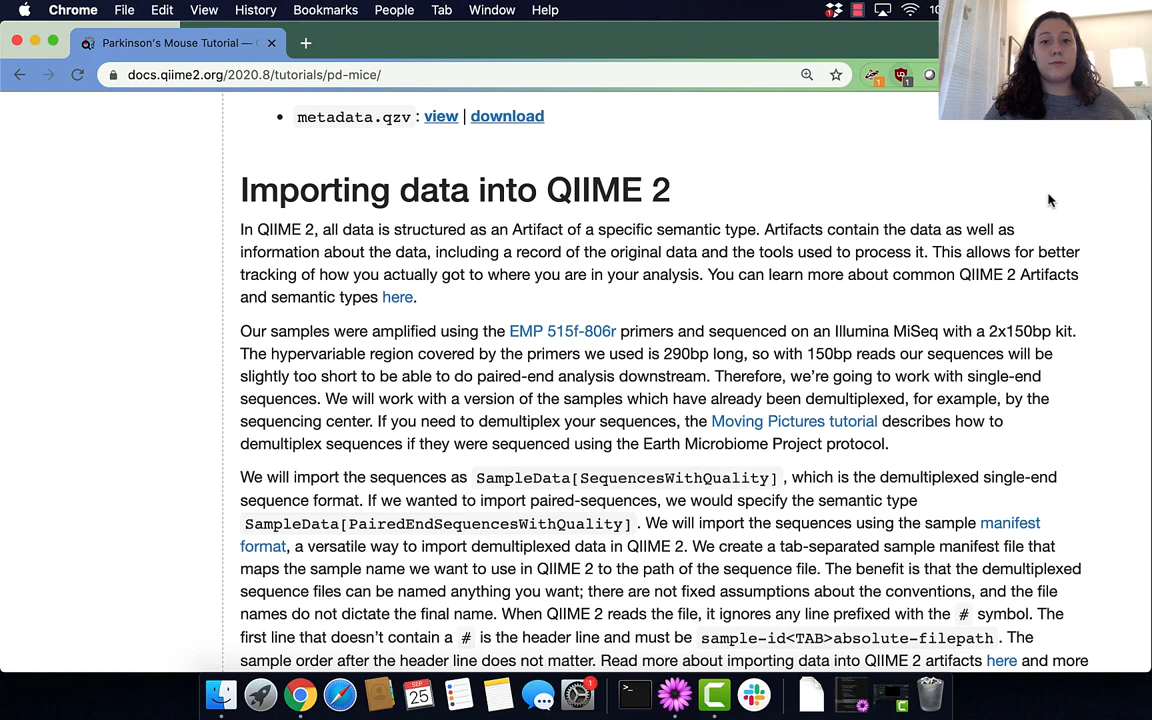 Chrome File Edit View History Bookmarks People Tab Window Help
Parkinson's Mouse Tutorial —
docs.qiime2.org/2020.8/tutorials/pd-mice/
1 1
• metadata.qzv : view | download
Importing data into QIIME 2
In QIIME 2, all data is structured as an Artifact of a specific semantic type. Artifacts contain the data as well as
information about the data, including a record of the original data and the tools used to process it. This allows for better
tracking of how you actually got to where you are in your analysis. You can learn more about common QIIME 2 Artifacts
and semantic types here.
Our samples were amplified using the EMP 515f-806r primers and sequenced on an Illumina MiSeq with a 2x150bp kit.
The hypervariable region covered by the primers we used is 290bp long, so with 150bp reads our sequences will be
slightly too short to be able to do paired-end analysis downstream. Therefore, we're going to work with single-end
sequences. We will work with a version of the samples which have already been demultiplexed, for example, by the
sequencing center. If you need to demultiplex your sequences, the Moving Pictures tutorial describes how to
demultiplex sequences if they were sequenced using the Earth Microbiome Project protocol.
We will import the sequences as SampleData[SequencesWithQuality] , which is the demultiplexed single-end
sequence format. If we wanted to import paired-sequences, we would specify the semantic type
SampleData[PairedEndSequencesWithQuality] . We will import the sequences using the sample manifest
format, a versatile way to import demultiplexed data in QIIME 2. We create a tab-separated sample manifest file that
maps the sample name we want to use in QIIME 2 to the path of the sequence file. The benefit is that the demultiplexed
sequence files can be named anything you want; there are not fixed assumptions about the conventions, and the file
names do not dictate the final name. When QIIME 2 reads the file, it ignores any line prefixed with the # symbol. The
first line that doesn't contain a # is the header line and must be sample-id<TAB>absolute-filepath . The
sample order after the header line does not matter. Read more about importing data into QIIME 2 artifacts here and more
SEP
25
1